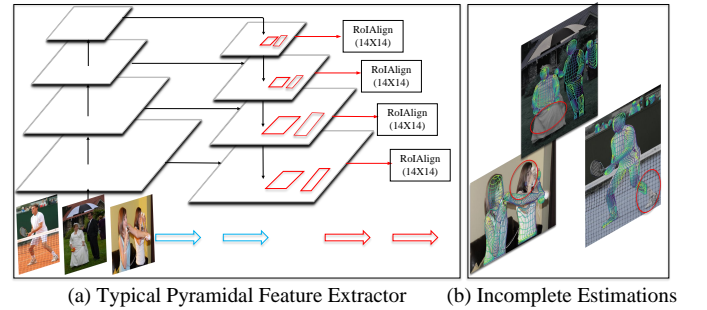 RoIAlign
(14X14)
RoIAlign
(14X14)
RoIAlign
(14X14)
RoIAlign
(14X14)
(a) Typical Pyramidal Feature Extractor
(b) Incomplete Estimations